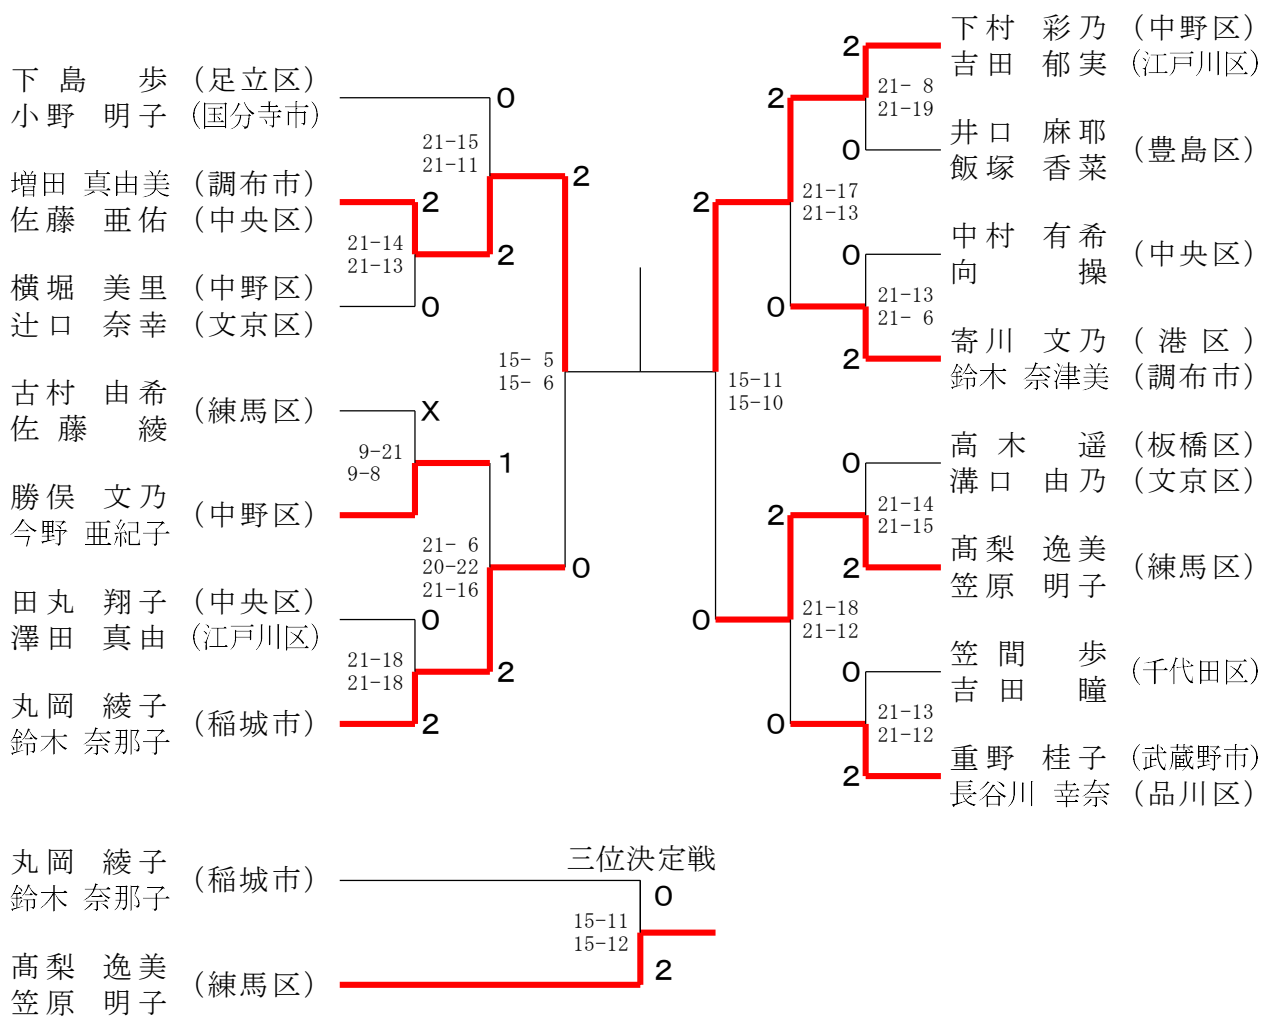 下島 歩 (足立区)
小野 明子 (国分寺市)
0
21-15
21-11
増田 真由美 (調布市)
佐藤 亜佑 (中央区)
2
2
21-14
21-13
2
横堀 美里 (中野区)
辻口 奈幸 (文京区)
0
15- 5
15- 6
古村 由希
佐藤 綾
(練馬区)
X
9-21
9-8
1
勝俣 文乃
今野 亜紀子
(中野区)
21- 6
20-22
21-16
0
田丸 翔子 (中央区)
澤田 真由 (江戸川区)
0
21-18
21-18
2
丸岡 綾子
鈴木 奈那子
(稲城市)
2
下村 彩乃 (中野区)
吉田 郁実 (江戸川区)
2
21- 8
21-19
2
井口 麻耶
飯塚 香菜
(豊島区)
0
21-17
21-13
2
中村 有希
向 操
(中央区)
0
21-13
21- 6
0
寄川 文乃 (港区)
鈴木 奈津美 (調布市)
2
15-11
15-10
高木 遥 (板橋区)
溝口 由乃 (文京区)
0
21-14
21-15
2
髙梨 逸美
笠原 明子
(練馬区)
2
21-18
21-12
0
笠間 歩
吉田 瞳
(千代田区)
0
21-13
21-12
0
重野 桂子 (武蔵野市)
長谷川 幸奈 (品川区)
2
三位決定戦
丸岡 綾子
鈴木 奈那子
(稲城市)
0
15-11
15-12
髙梨 逸美
笠原 明子
(練馬区)
2